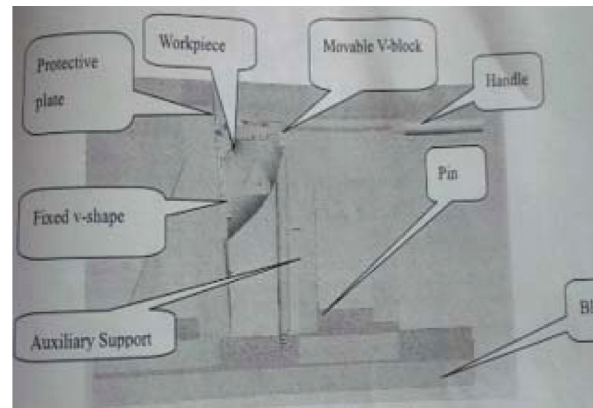 Workpiece
Movable V-block
Protective
plate
Handle
Pin
Fixed v-shape
Auxiliary Support